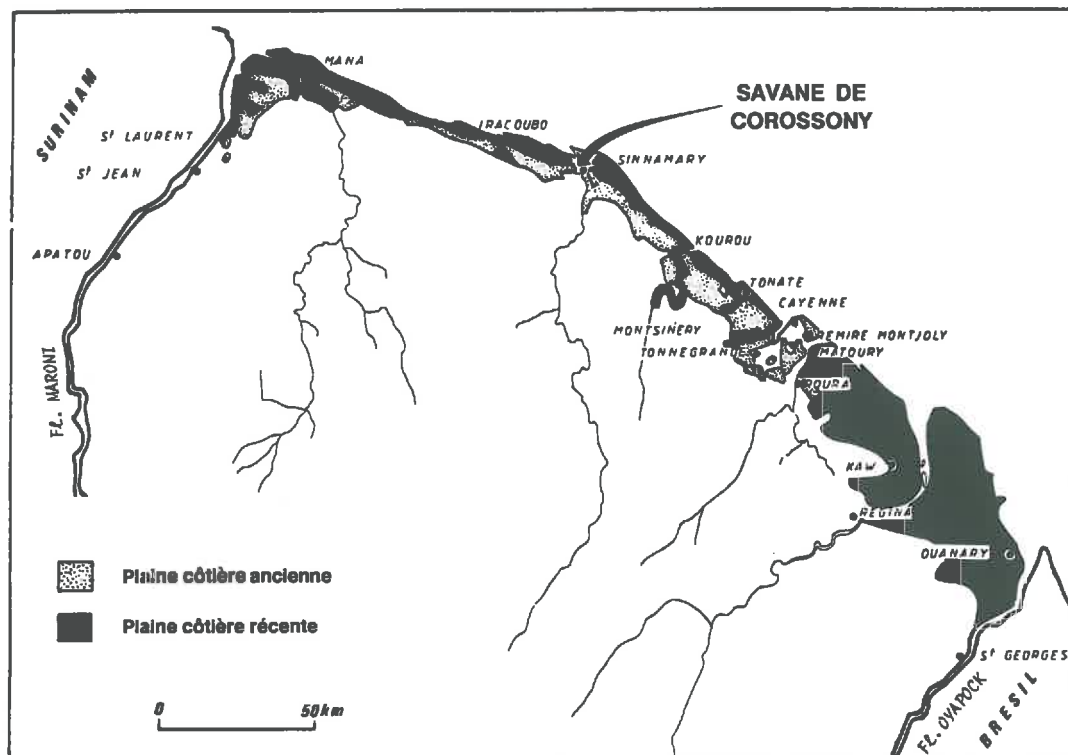 SURINAM
MANA
SAVANE DE
COROSSONY
St LAURENT
IRACOUBO
SINNAMARY
St JEAN
APATOU
KOUROU
TONATE
CAYENNE
MONTSINERY
REMIRE MONTJOLY
TONNEGRANDE
MATOURY
ROURA
Fl. MARONI
KAW
REGINA
OUANARY
Plaine côtière ancienne
Plaine côtière récente
St GEORGES
0 50 km
Fl. OYAPOCK
BRESIL